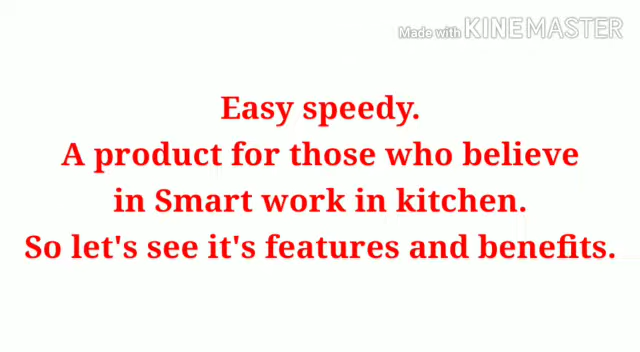 Made with KINEMASTER
Easy speedy.
A product for those who believe
in Smart work in kitchen.
So let's see it's features and benefits.